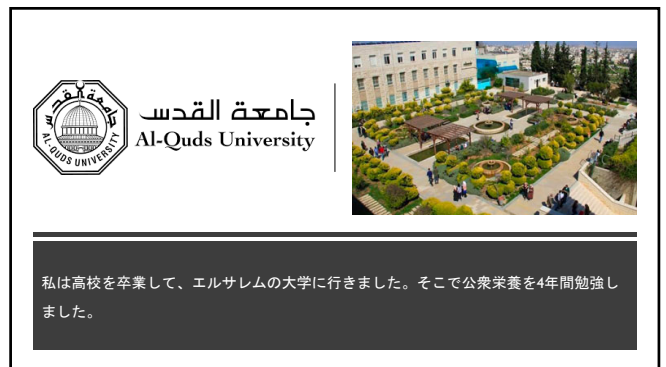 جامعة القدس
Al-Quds University
جامعة القدس
AL-QUDS UNIVERSITY
私は高校を卒業して、エルサレムの大学に行きました。そこで公衆栄養を4年間勉強し
ました。